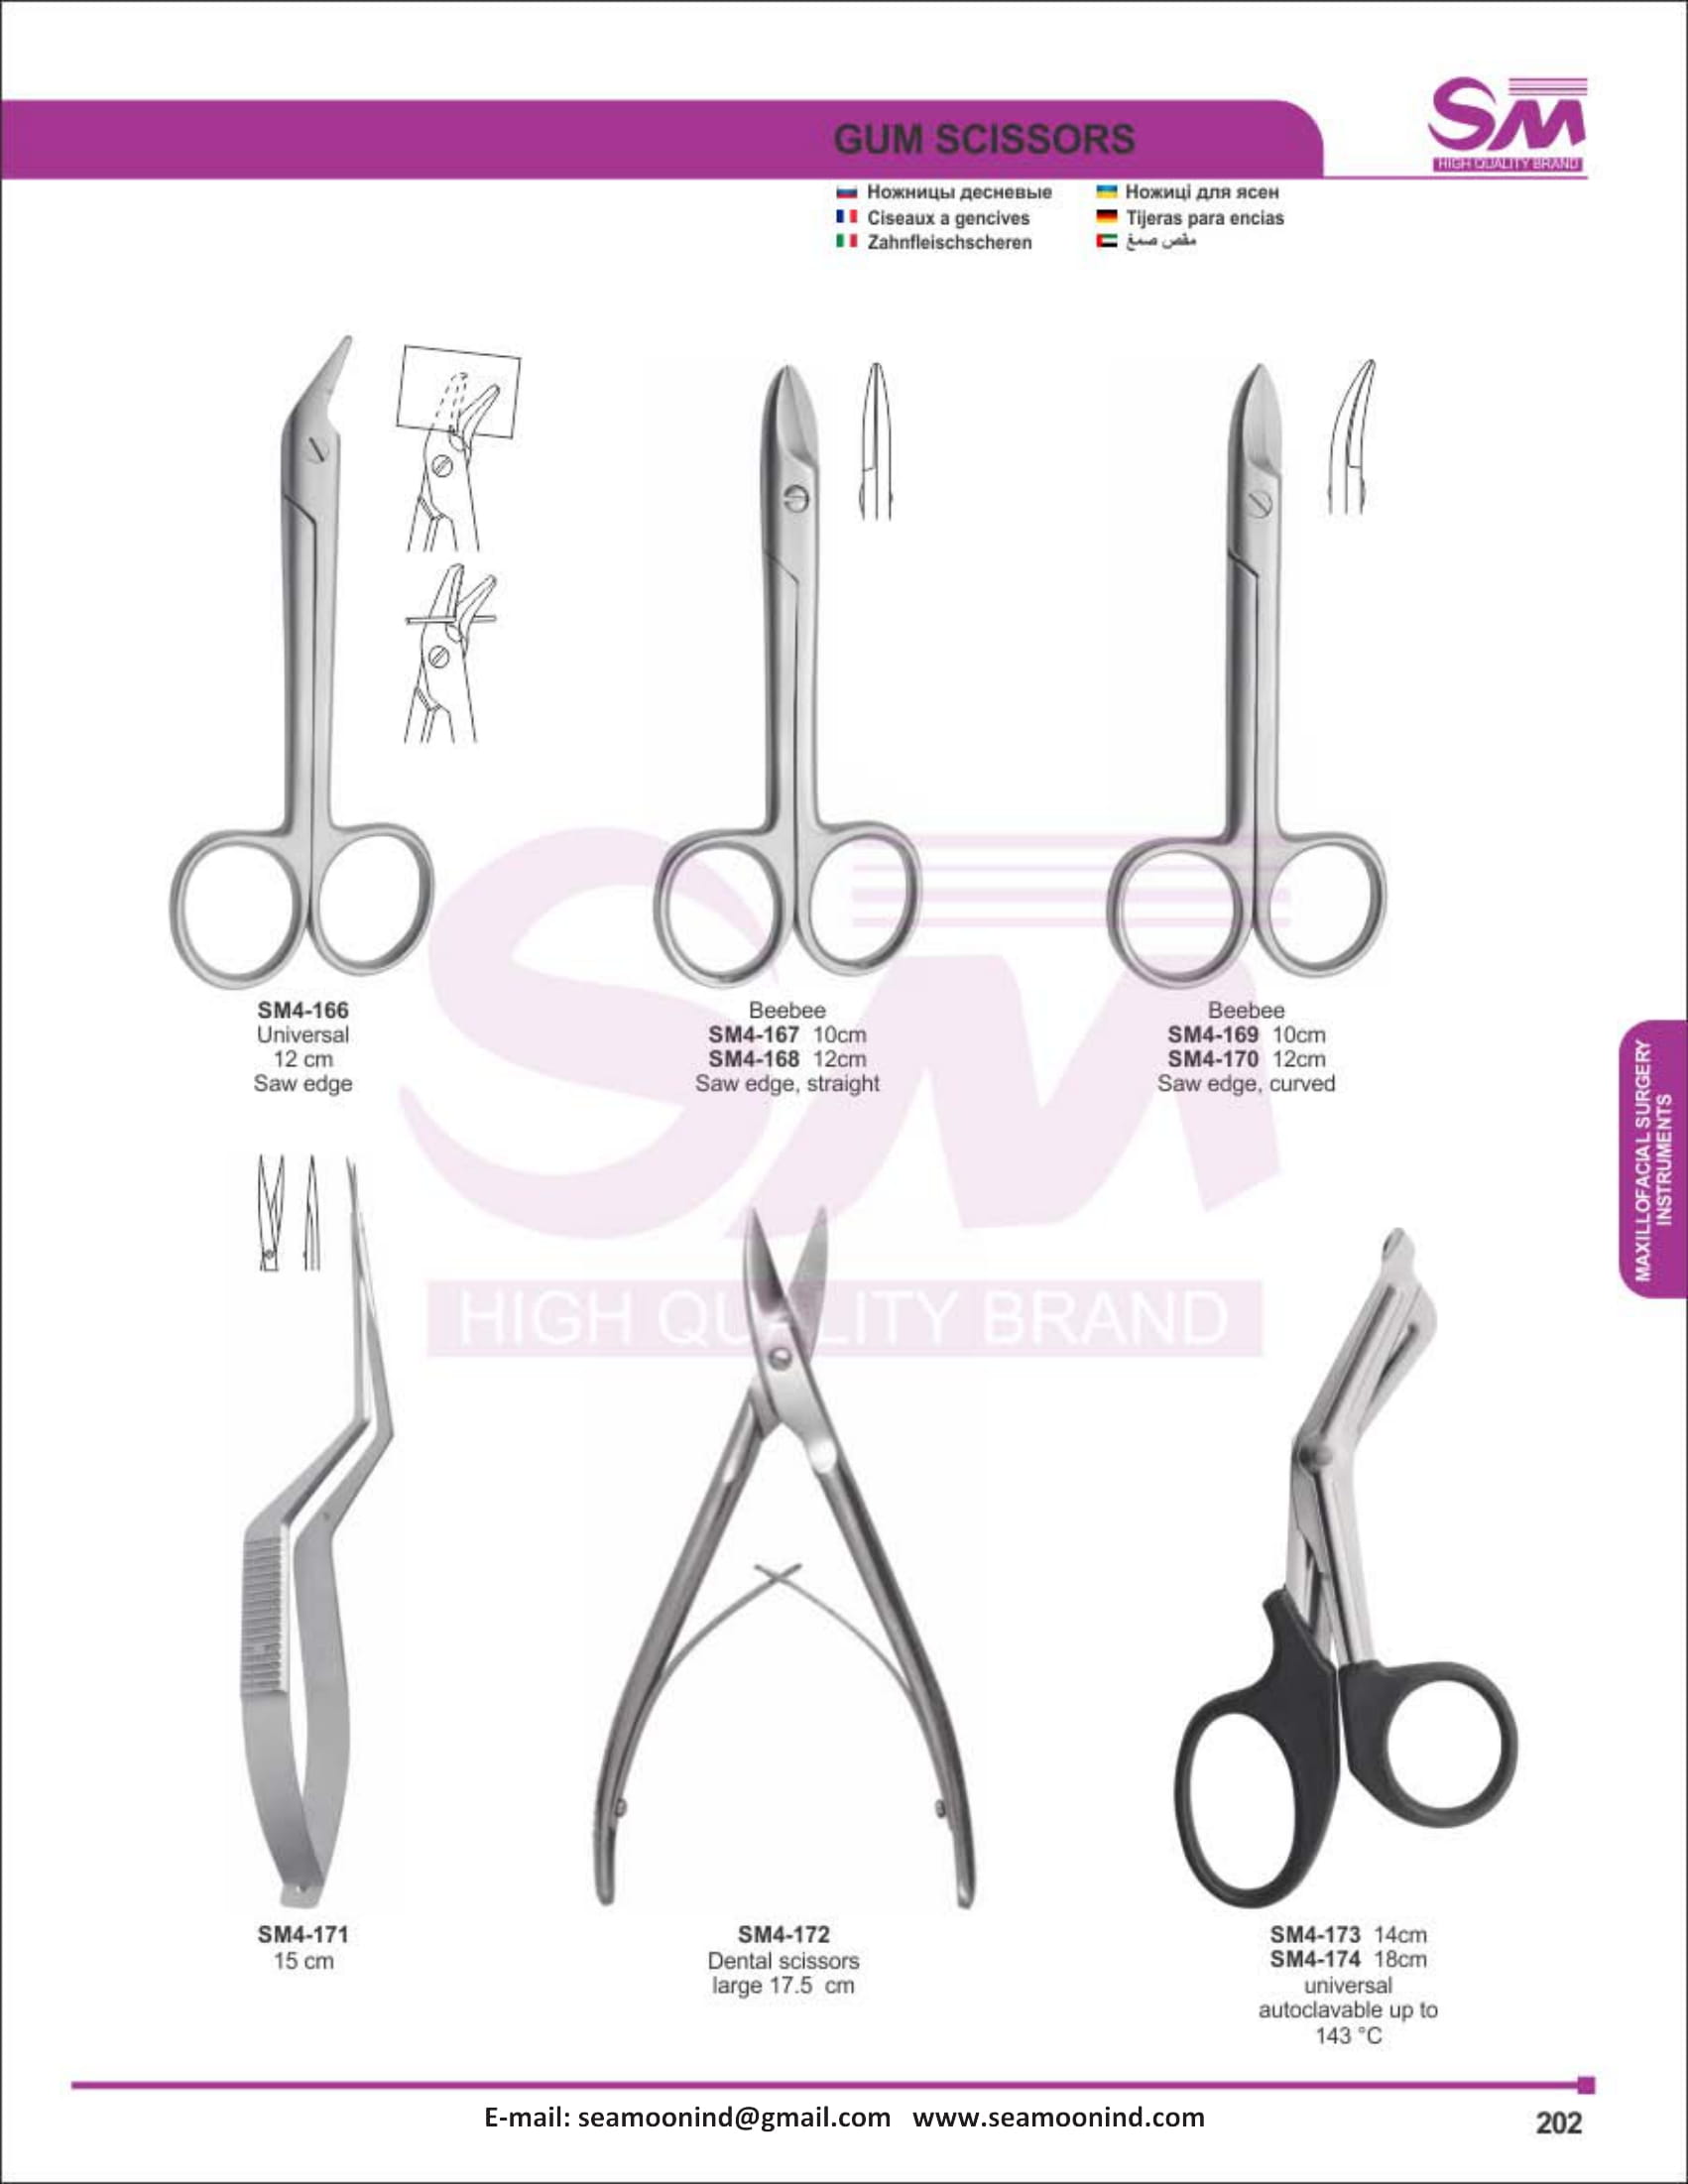 SM
HIGH QUALITY BRAND
GUM SCISSORS
Ножницы десневые
Ciseaux a gencives
Zahnfleischscheren
Ножиці для ясен
Tijeras para encias
مقص صمغ
SM4-166
Universal
12 cm
Saw edge
Beebee
SM4-167 10cm
SM4-168 12cm
Saw edge, straight
Beebee
SM4-169 10cm
SM4-170 12cm
Saw edge, curved
MAXILLOFACIAL SURGERY
INSTRUMENTS
SM
HIGH QUALITY BRAND
SM4-171
15 cm
SM4-172
Dental scissors
large 17.5 cm
SM4-173 14cm
SM4-174 18cm
universal
autoclavable up to
143 °C
E-mail: seamoonind@gmail.com www.seamoonind.com
202